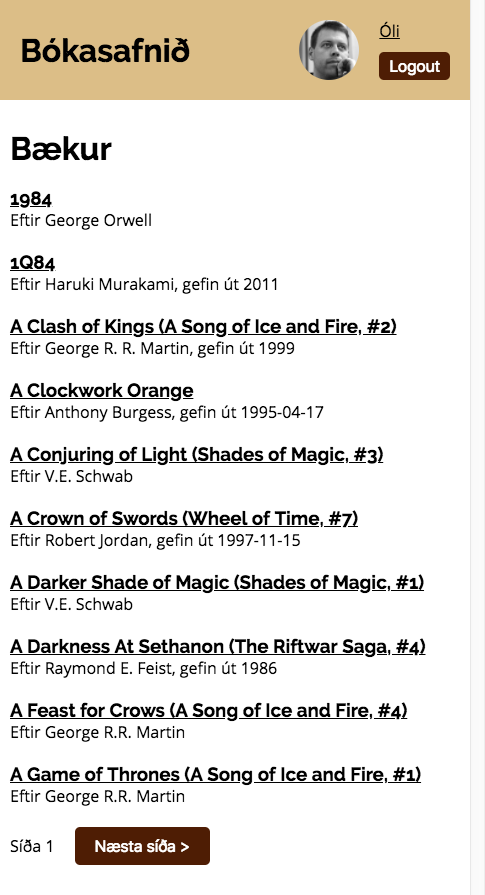 Bókasafnið
Óli
Logout
Bækur
1984
Eftir George Orwell
1Q84
Eftir Haruki Murakami, gefin út 2011
A Clash of Kings (A Song of Ice and Fire, #2)
Eftir George R. R. Martin, gefin út 1999
A Clockwork Orange
Eftir Anthony Burgess, gefin út 1995-04-17
A Conjuring of Light (Shades of Magic, #3)
Eftir V.E. Schwab
A Crown of Swords (Wheel of Time, #7)
Eftir Robert Jordan, gefin út 1997-11-15
A Darker Shade of Magic (Shades of Magic, #1)
Eftir V.E. Schwab
A Darkness At Sethanon (The Riftwar Saga, #4)
Eftir Raymond E. Feist, gefin út 1986
A Feast for Crows (A Song of Ice and Fire, #4)
Eftir George R.R. Martin
A Game of Thrones (A Song of Ice and Fire, #1)
Eftir George R.R. Martin
Síða 1 Næsta síða >